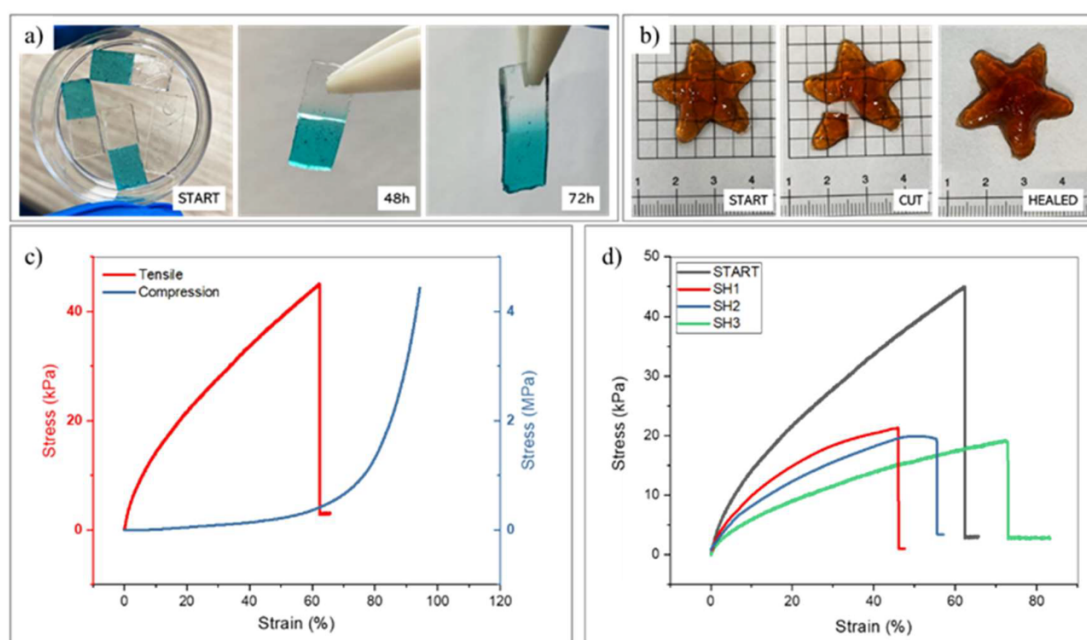 a)
START
48h
72h
b)
1 2 3 4
START
1 2 3 4
CUT
1 2 3 4
HEALED
c)
Tensile
Compression
Stress (kPa)
40
20
0
Stress (MPa)
4
2
0
0 20 40 60 80 100 120
Strain (%)
d)
START
SH1
SH2
SH3
Stress (kPa)
50
45
30
20
10
0
0 20 40 60 80
Strain (%)